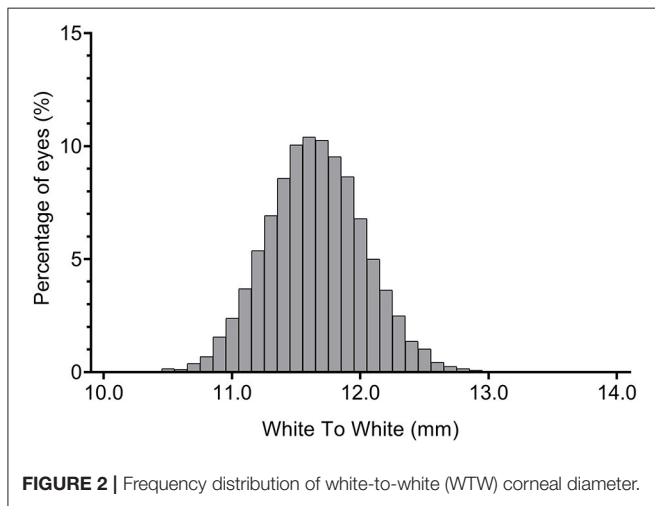 15
10
5
0
Percentage of eyes (%)
10.0 11.0 12.0 13.0 14.0
White To White (mm)
FIGURE 2 | Frequency distribution of white-to-white (WTW) corneal diameter.